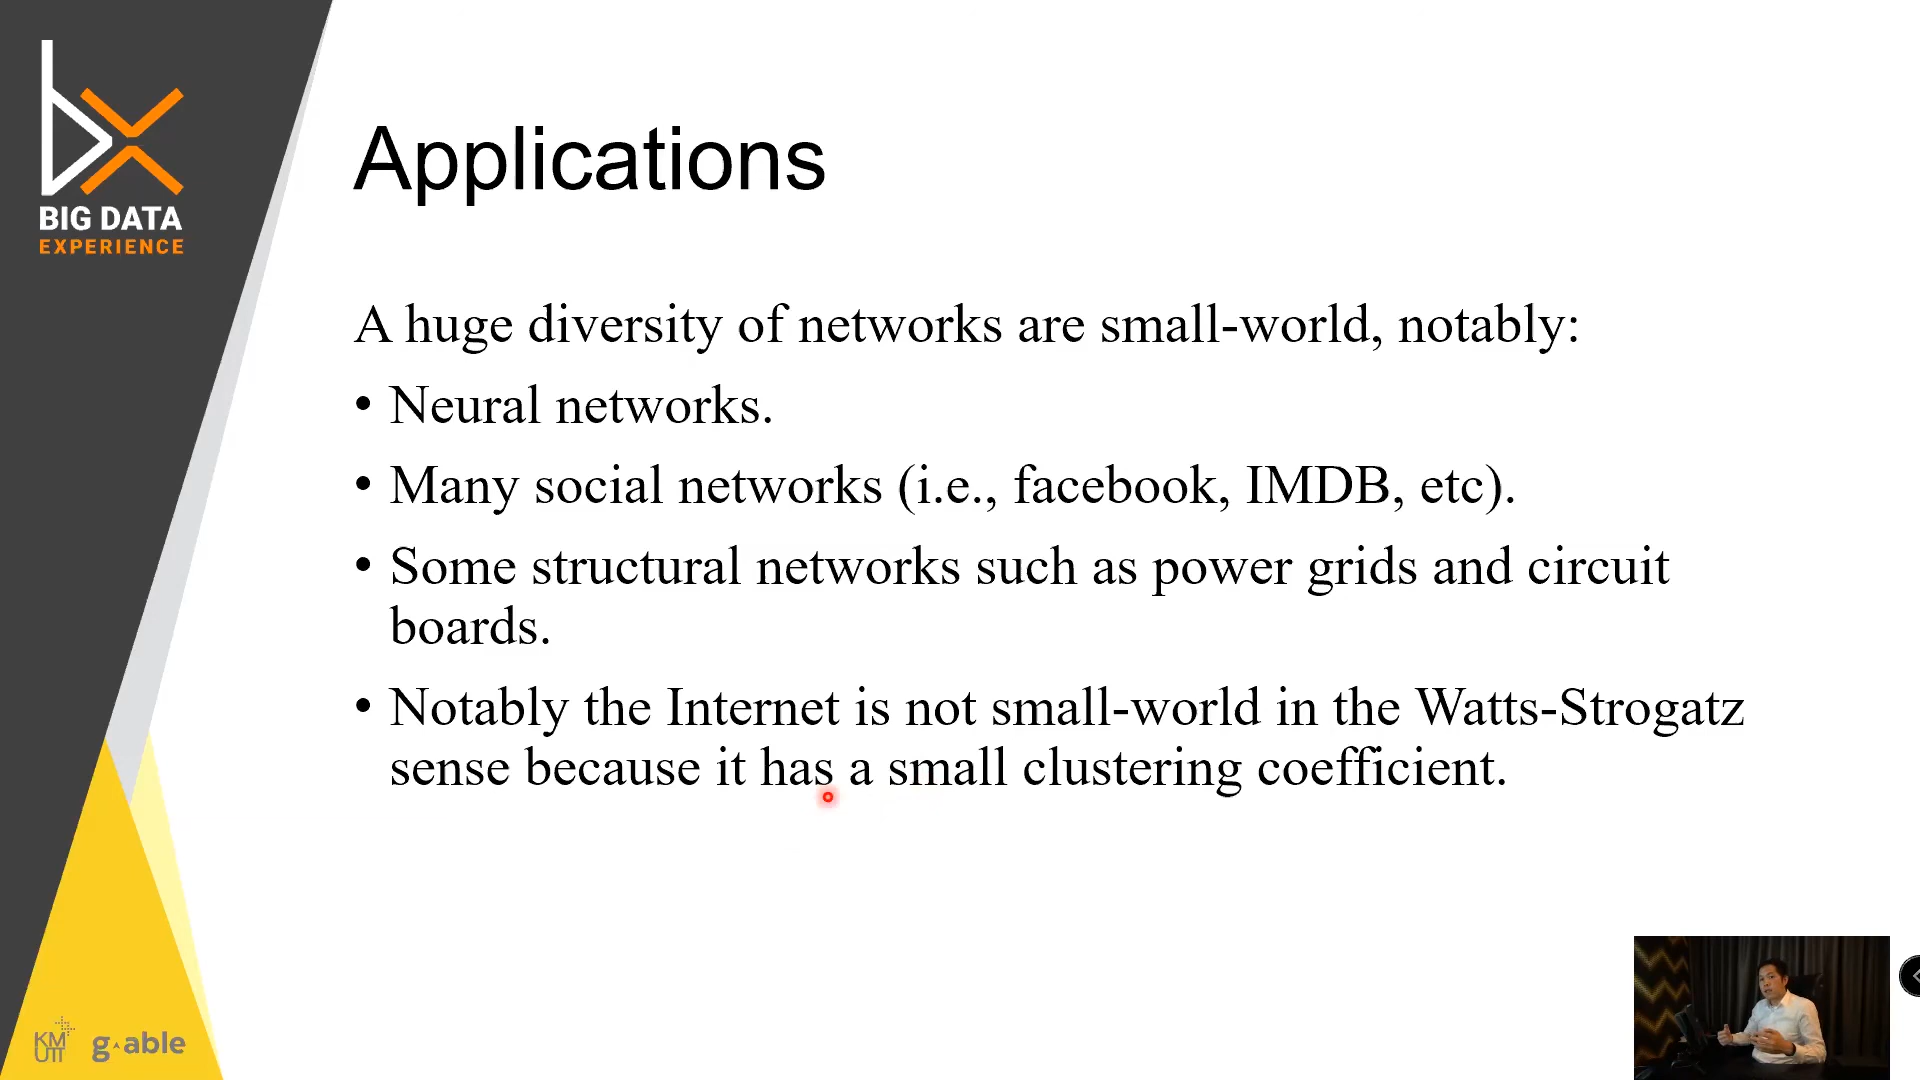 BIG DATA
EXPERIENCE
Applications
A huge diversity of networks are small-world, notably:
• Neural networks.
• Many social networks (i.e., facebook, IMDB, etc).
• Some structural networks such as power grids and circuit
boards.
• Notably the Internet is not small-world in the Watts-Strogatz
sense because it has a small clustering coefficient.
KM
UTT
g-able